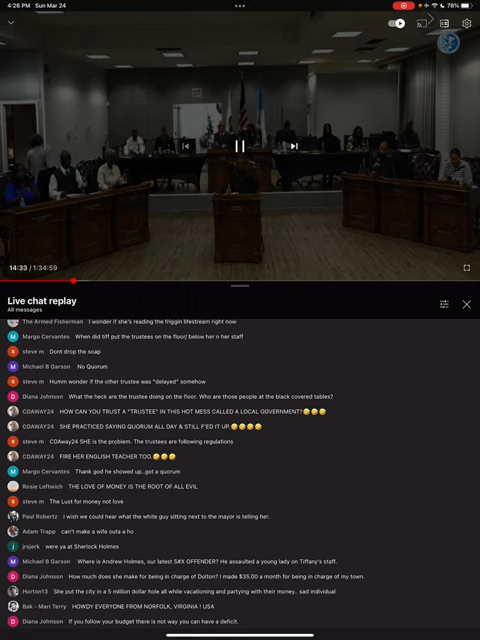 4:26 PM Sun Mar 24
78%
14:33 / 1:34:59
Live chat replay
All messages
The Armed Fisherman I wonder if she's reading the friggin lifestream right now
Margo Cervantes When did tiff put the trustees on the floor/ below her n her staff
steve m Dont drop the soap
Michael B Garson No Quorum
steve m Humm wonder if the other trustee was "delayed" somehow
Diana Johnson What the heck are the trustee doing on the floor. Who are those people at the black covered tables?
CDAWAY24 HOW CAN YOU TRUST A "TRUSTEE" IN THIS HOT MESS CALLED A LOCAL GOVERNMENT?🤣🤣🤣
CDAWAY24 SHE PRACTICED SAYING QUORUM ALL DAY & STILL F'ED IT UP.🤣🤣🤣🤣
steve m CDAway24 SHE is the problem. The trustees are following regulations
CDAWAY24 FIRE HER ENGLISH TEACHER TOO.🤣🤣🤣
Margo Cervantes Thank god he showed up..got a quorum
Rosie Leftwich THE LOVE OF MONEY IS THE ROOT OF ALL EVIL
steve m The Lust for money not love
Paul Robertz I wish we could hear what the white guy sitting next to the mayor is telling her.
Adam Trapp can't make a wife outa a ho
jnsjerk were ya at Sherlock Holmes
Michael B Garson Where is Andrew Holmes, our latest S#X OFFENDER? He assaulted a young lady on Tiffany's staff.
Diana Johnson How much does she make for being in charge of Dolton? I made $35.00 a month for being in charge of my town.
Horton13 She put the city in a 5 million dollar hole all while vacationing and partying with their money.. sad individual
Bak - Mari Terry HOWDY EVERYONE FROM NORFOLK, VIRGINIA ! USA
Diana Johnson If you follow your budget there is not way you can have a deficit.